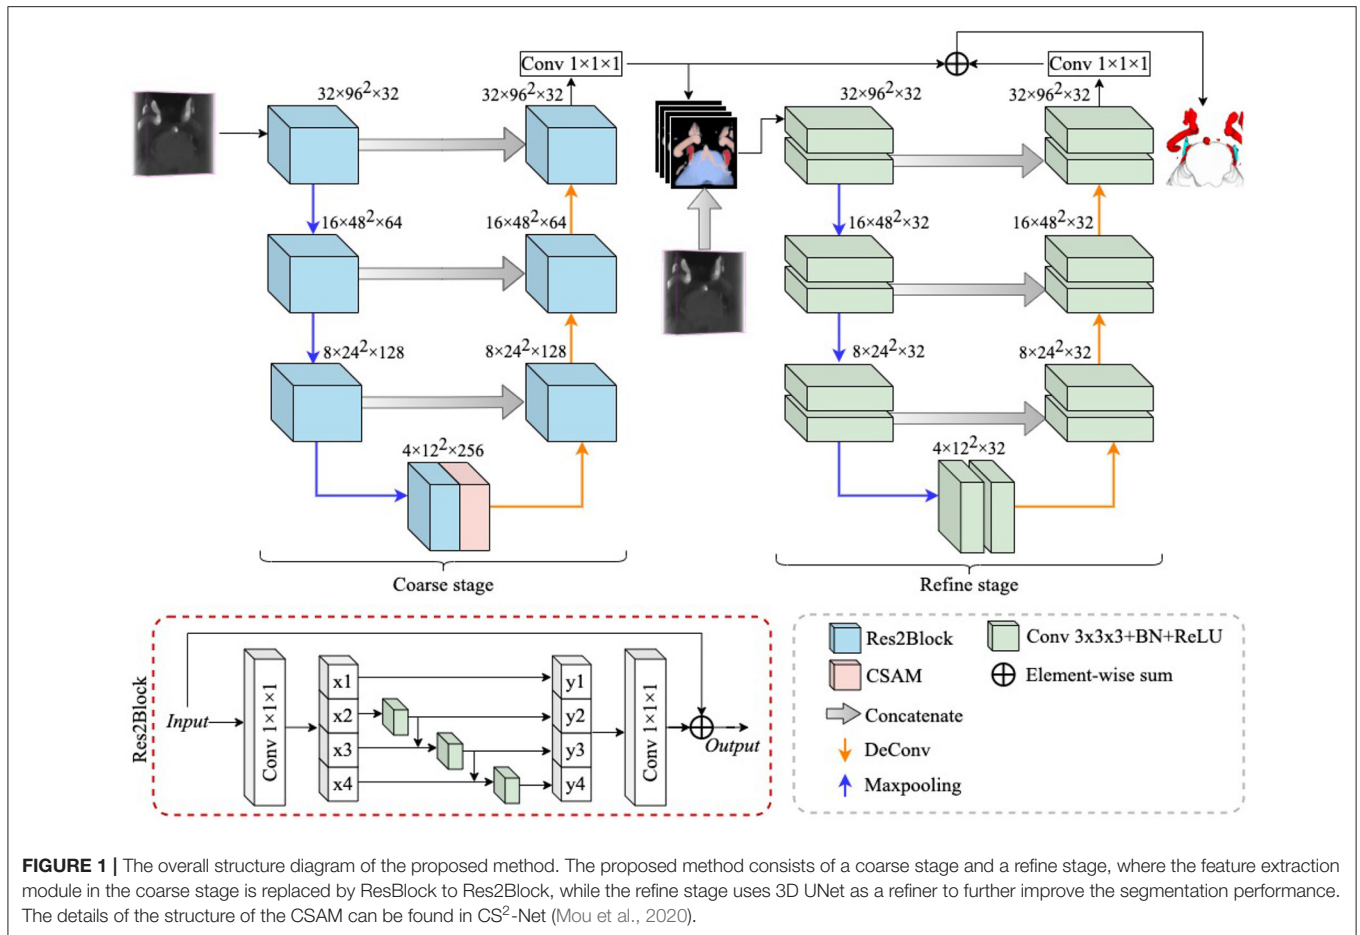 Conv 1×1×1
Conv 1×1×1
32×96²×32
32×96²×32
32×96²×32
32×96²×32
16×48²×64
16×48²×64
16×48²×32
16×48²×32
8×24²×128
8×24²×128
8×24²×32
8×24²×32
4×12²×256
4×12²×32
Coarse stage
Refine stage
Res2Block
Input
Conv 1×1×1
x1
x2
x3
x4
y1
y2
y3
y4
Conv 1×1×1
Output
Res2Block
Conv 3x3x3+BN+ReLU
CSAM
Element-wise sum
Concatenate
DeConv
Maxpooling
FIGURE 1 | The overall structure diagram of the proposed method. The proposed method consists of a coarse stage and a refine stage, where the feature extraction
module in the coarse stage is replaced by ResBlock to Res2Block, while the refine stage uses 3D UNet as a refiner to further improve the segmentation performance.
The details of the structure of the CSAM can be found in CS²-Net (Mou et al., 2020).